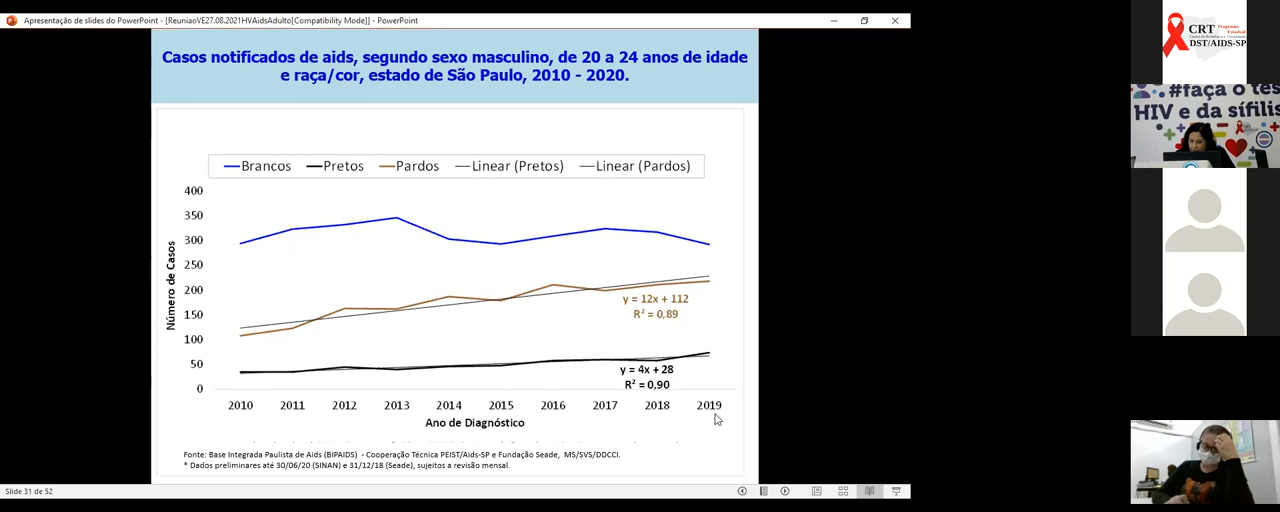 Apresentação de slides do PowerPoint - [ReuniaoVE27.08.2021HVAidsAdulto[Compatibility Mode]] - PowerPoint
Casos notificados de aids, segundo sexo masculino, de 20 a 24 anos de idade
e raça/cor, estado de São Paulo, 2010 - 2020.
Brancos Pretos Pardos Linear (Pretos) Linear (Pardos)
400
350
300
250
200
150
100
50
0
Número de Casos
y = 12x + 112
R² = 0,89
y = 4x + 28
R² = 0,90
2010 2011 2012 2013 2014 2015 2016 2017 2018 2019
Ano de Diagnóstico
Fonte: Base Integrada Paulista de Aids (BIPAIDS) - Cooperação Técnica PEIST/Aids-SP e Fundação Seade, MS/SVS/DDCCI.
* Dados preliminares até 30/06/20 (SINAN) e 31/12/18 (Seade), sujeitos a revisão mensal.
Slide 31 de 52
CRT Programa
Estadual
DST/AIDS-SP
#faça o tes
HIV e da sífilis